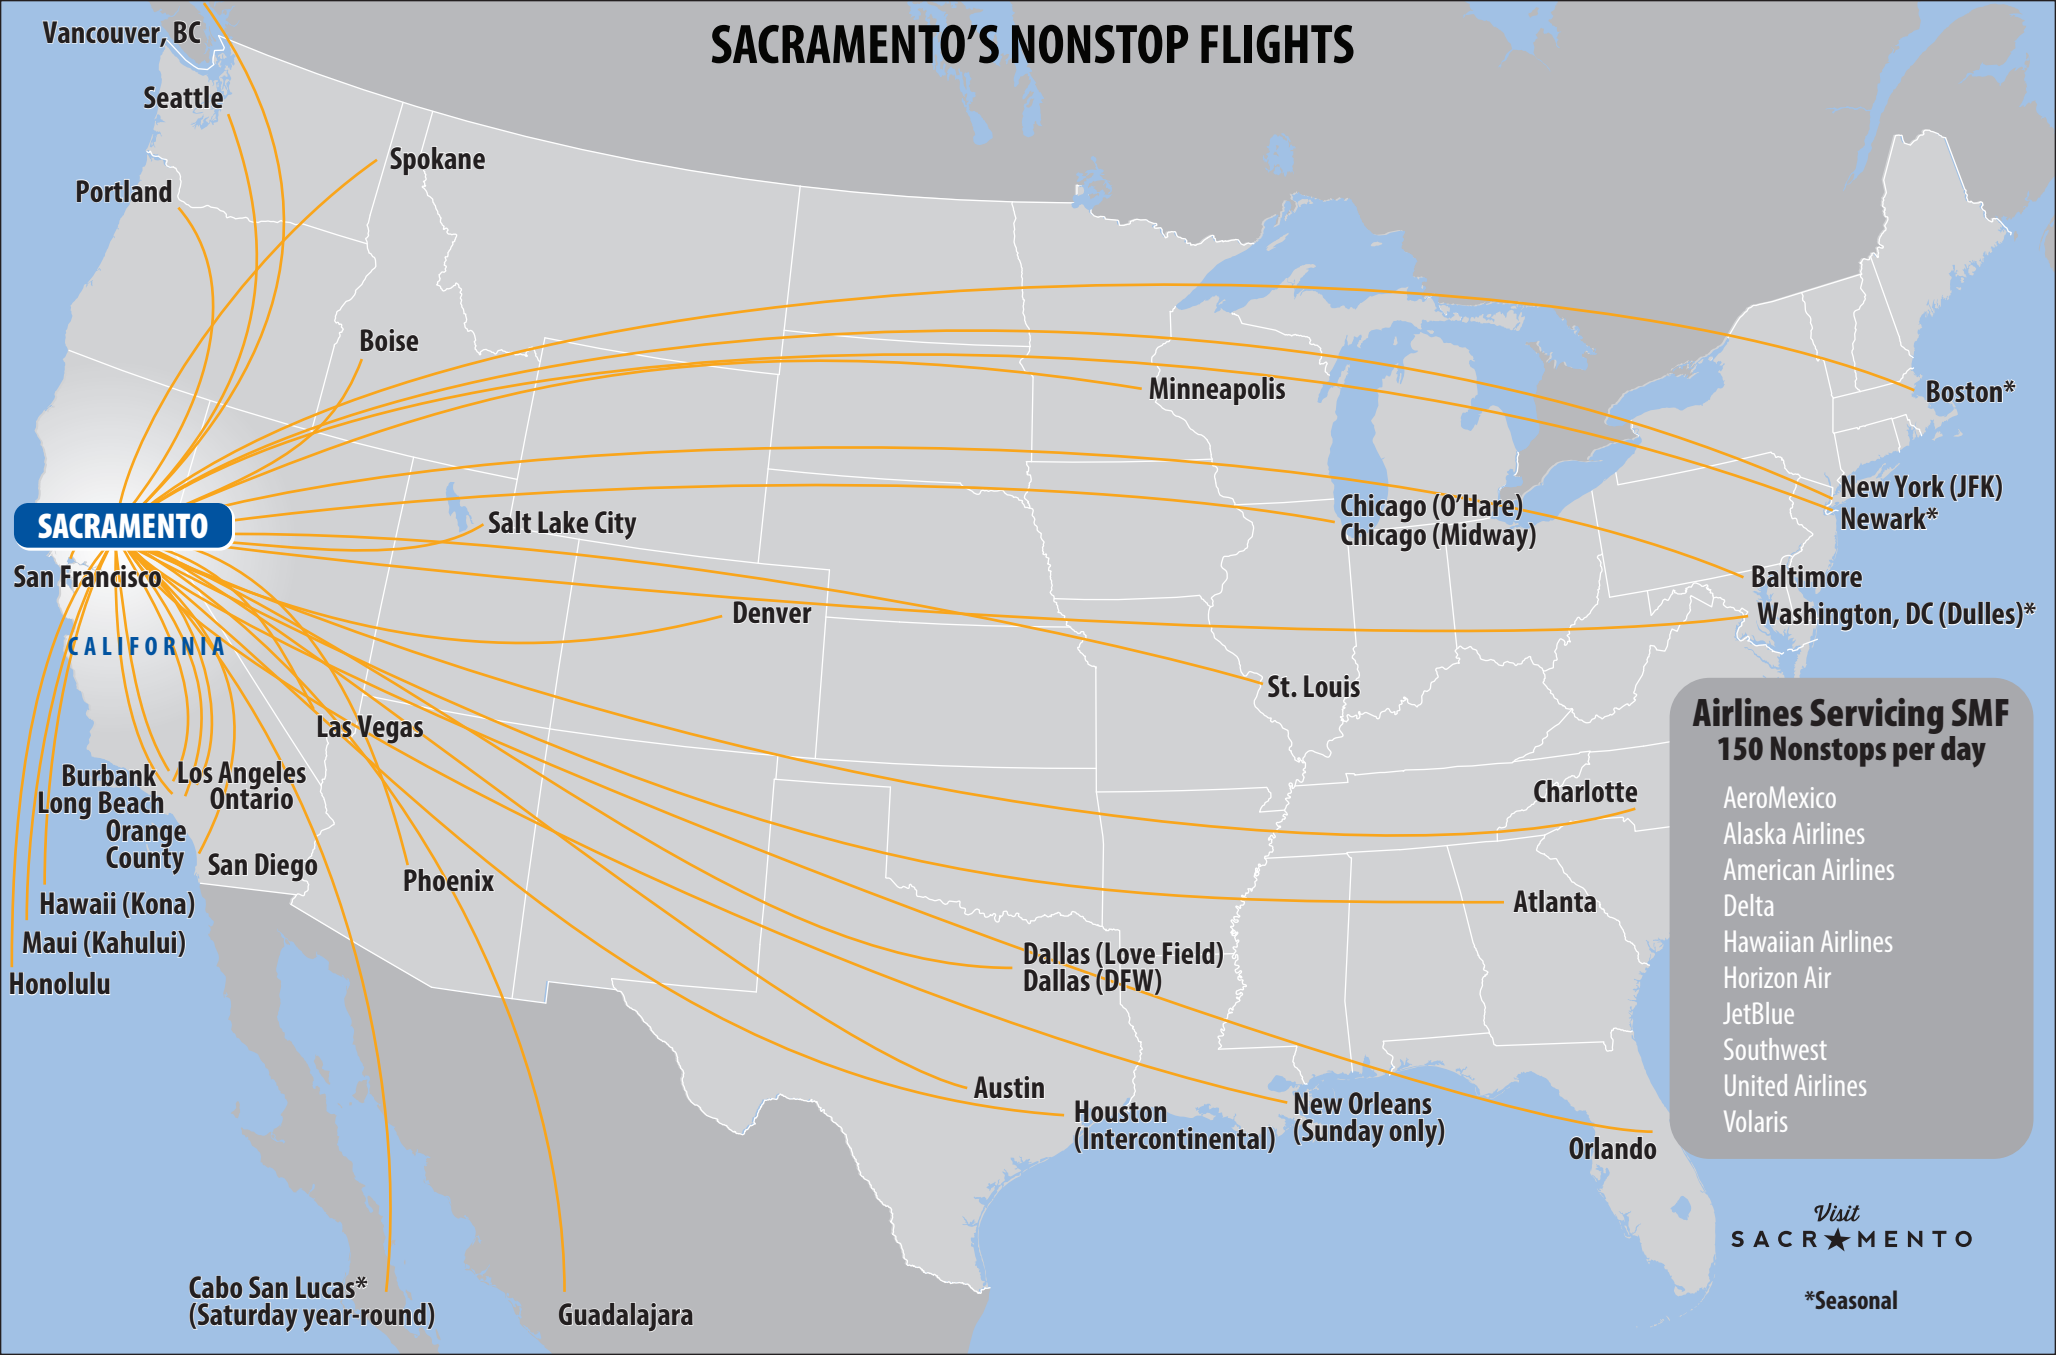 SACRAMENTO'S NONSTOP FLIGHTS
Vancouver, BC
Seattle
Spokane
Portland
Boise
Minneapolis
Boston*
New York (JFK)
Newark*
Chicago (O'Hare)
Chicago (Midway)
SACRAMENTO
Salt Lake City
San Francisco
Baltimore
Denver
Washington, DC (Dulles)*
CALIFORNIA
St. Louis
Las Vegas
Burbank
Los Angeles
Long Beach
Ontario
Orange
County
San Diego
Phoenix
Charlotte
Atlanta
Hawaii (Kona)
Maui (Kahului)
Honolulu
Dallas (Love Field)
Dallas (DFW)
Austin
Houston
(Intercontinental)
New Orleans
(Sunday only)
Orlando
Cabo San Lucas*
(Saturday year-round)
Guadalajara
Airlines Servicing SMF
150 Nonstops per day
AeroMexico
Alaska Airlines
American Airlines
Delta
Hawaiian Airlines
Horizon Air
JetBlue
Southwest
United Airlines
Volaris
Visit
SACR★MENTO
*Seasonal